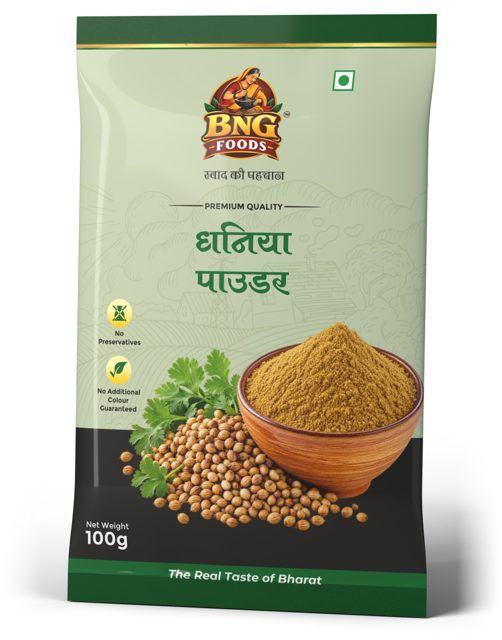 BNG
FOODS
TM
स्वाद की पहचान
PREMIUM QUALITY
धनिया
पाउडर
No
Preservatives
No Additional
Colour
Guaranteed
Net Weight
100g
The Real Taste of Bharat